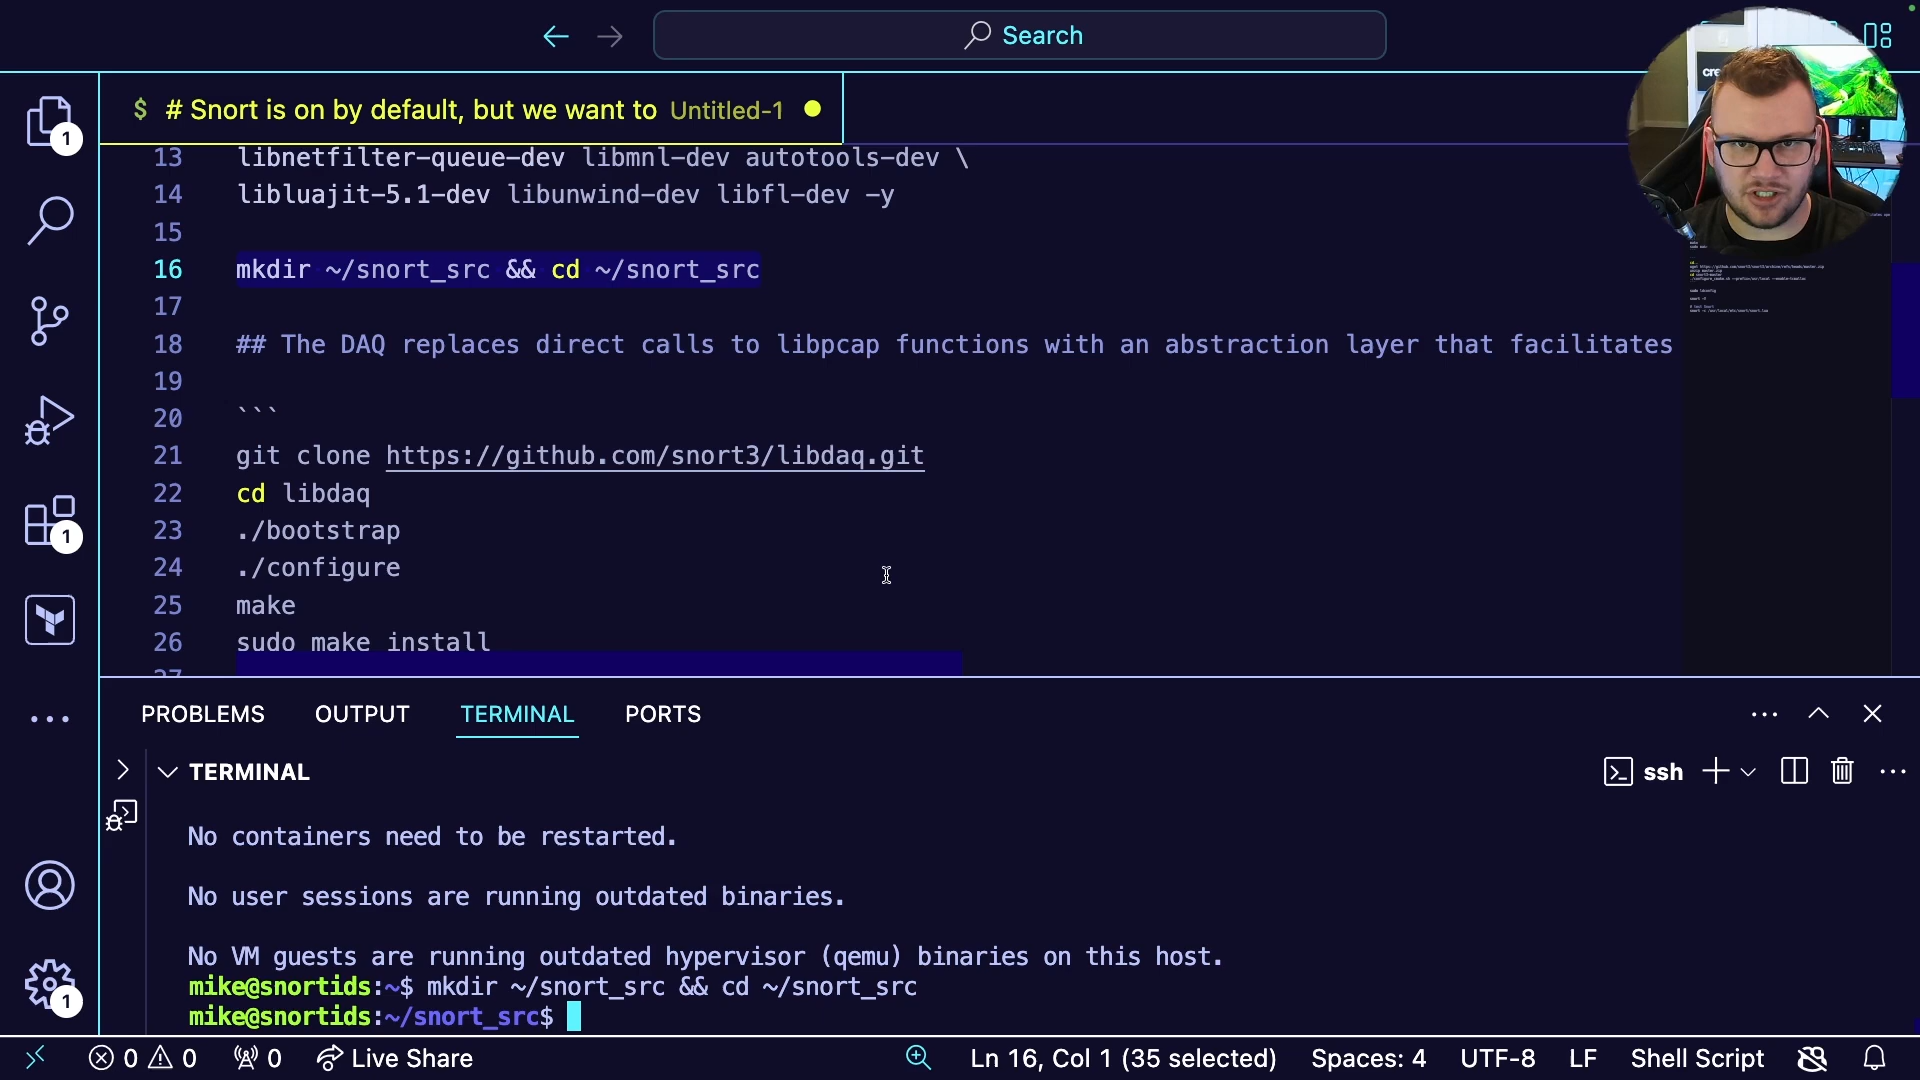 Search
cre
$ # Snort is on by default, but we want to Untitled-1
13 libnetfilter-queue-dev libmnl-dev autotools-dev \
14 libluajit-5.1-dev libunwind-dev libfl-dev -y
15
16 mkdir ~/snort_src && cd ~/snort_src
17
18 ## The DAQ replaces direct calls to libpcap functions with an abstraction layer that facilitates
19
20 ```
21 git clone https://github.com/snort3/libdaq.git
22 cd libdaq
23 ./bootstrap
24 ./configure
25 make
26 sudo make install
27
1
1
1
PROBLEMS OUTPUT TERMINAL PORTS
TERMINAL
ssh
No containers need to be restarted.
No user sessions are running outdated binaries.
No VM guests are running outdated hypervisor (qemu) binaries on this host.
mike@snortids:~$ mkdir ~/snort_src && cd ~/snort_src
mike@snortids:~/snort_src$
0 0 0 Live Share Ln 16, Col 1 (35 selected) Spaces: 4 UTF-8 LF Shell Script